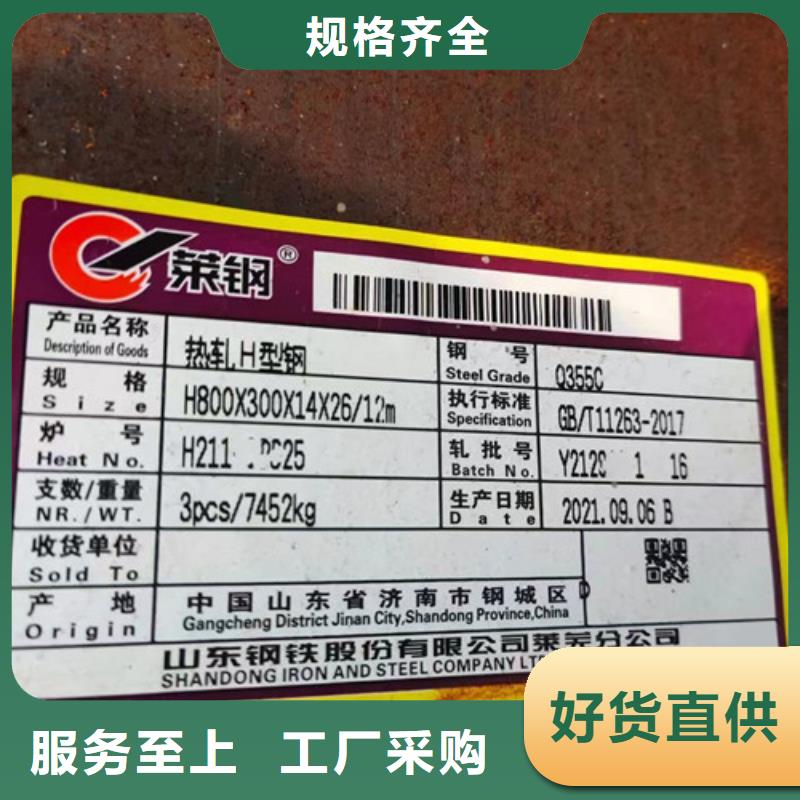 规格齐全
莱钢®
产品名称 热轧H型钢 钢号 Q355C
Description of Goods Steel Grade
规格 H800X300X14X26/12m 执行标准 GB/T11263-2017
Size Specification
炉号 H211 25 轧批号 16
Heat No. Batch No.
支数/重量 3pcs/7452kg 生产日期 2021.09.06 B
NR./WT. Date
收货单位
Sold To
产地 中国山东省济南市钢城区
Origin Gangcheng District Jinan City,Shandong Province,China
山东钢铁股份有限公司莱芜分公司
SHANDONG IRON AND STEEL COMPANY
好货直供
服务至上 工厂采购